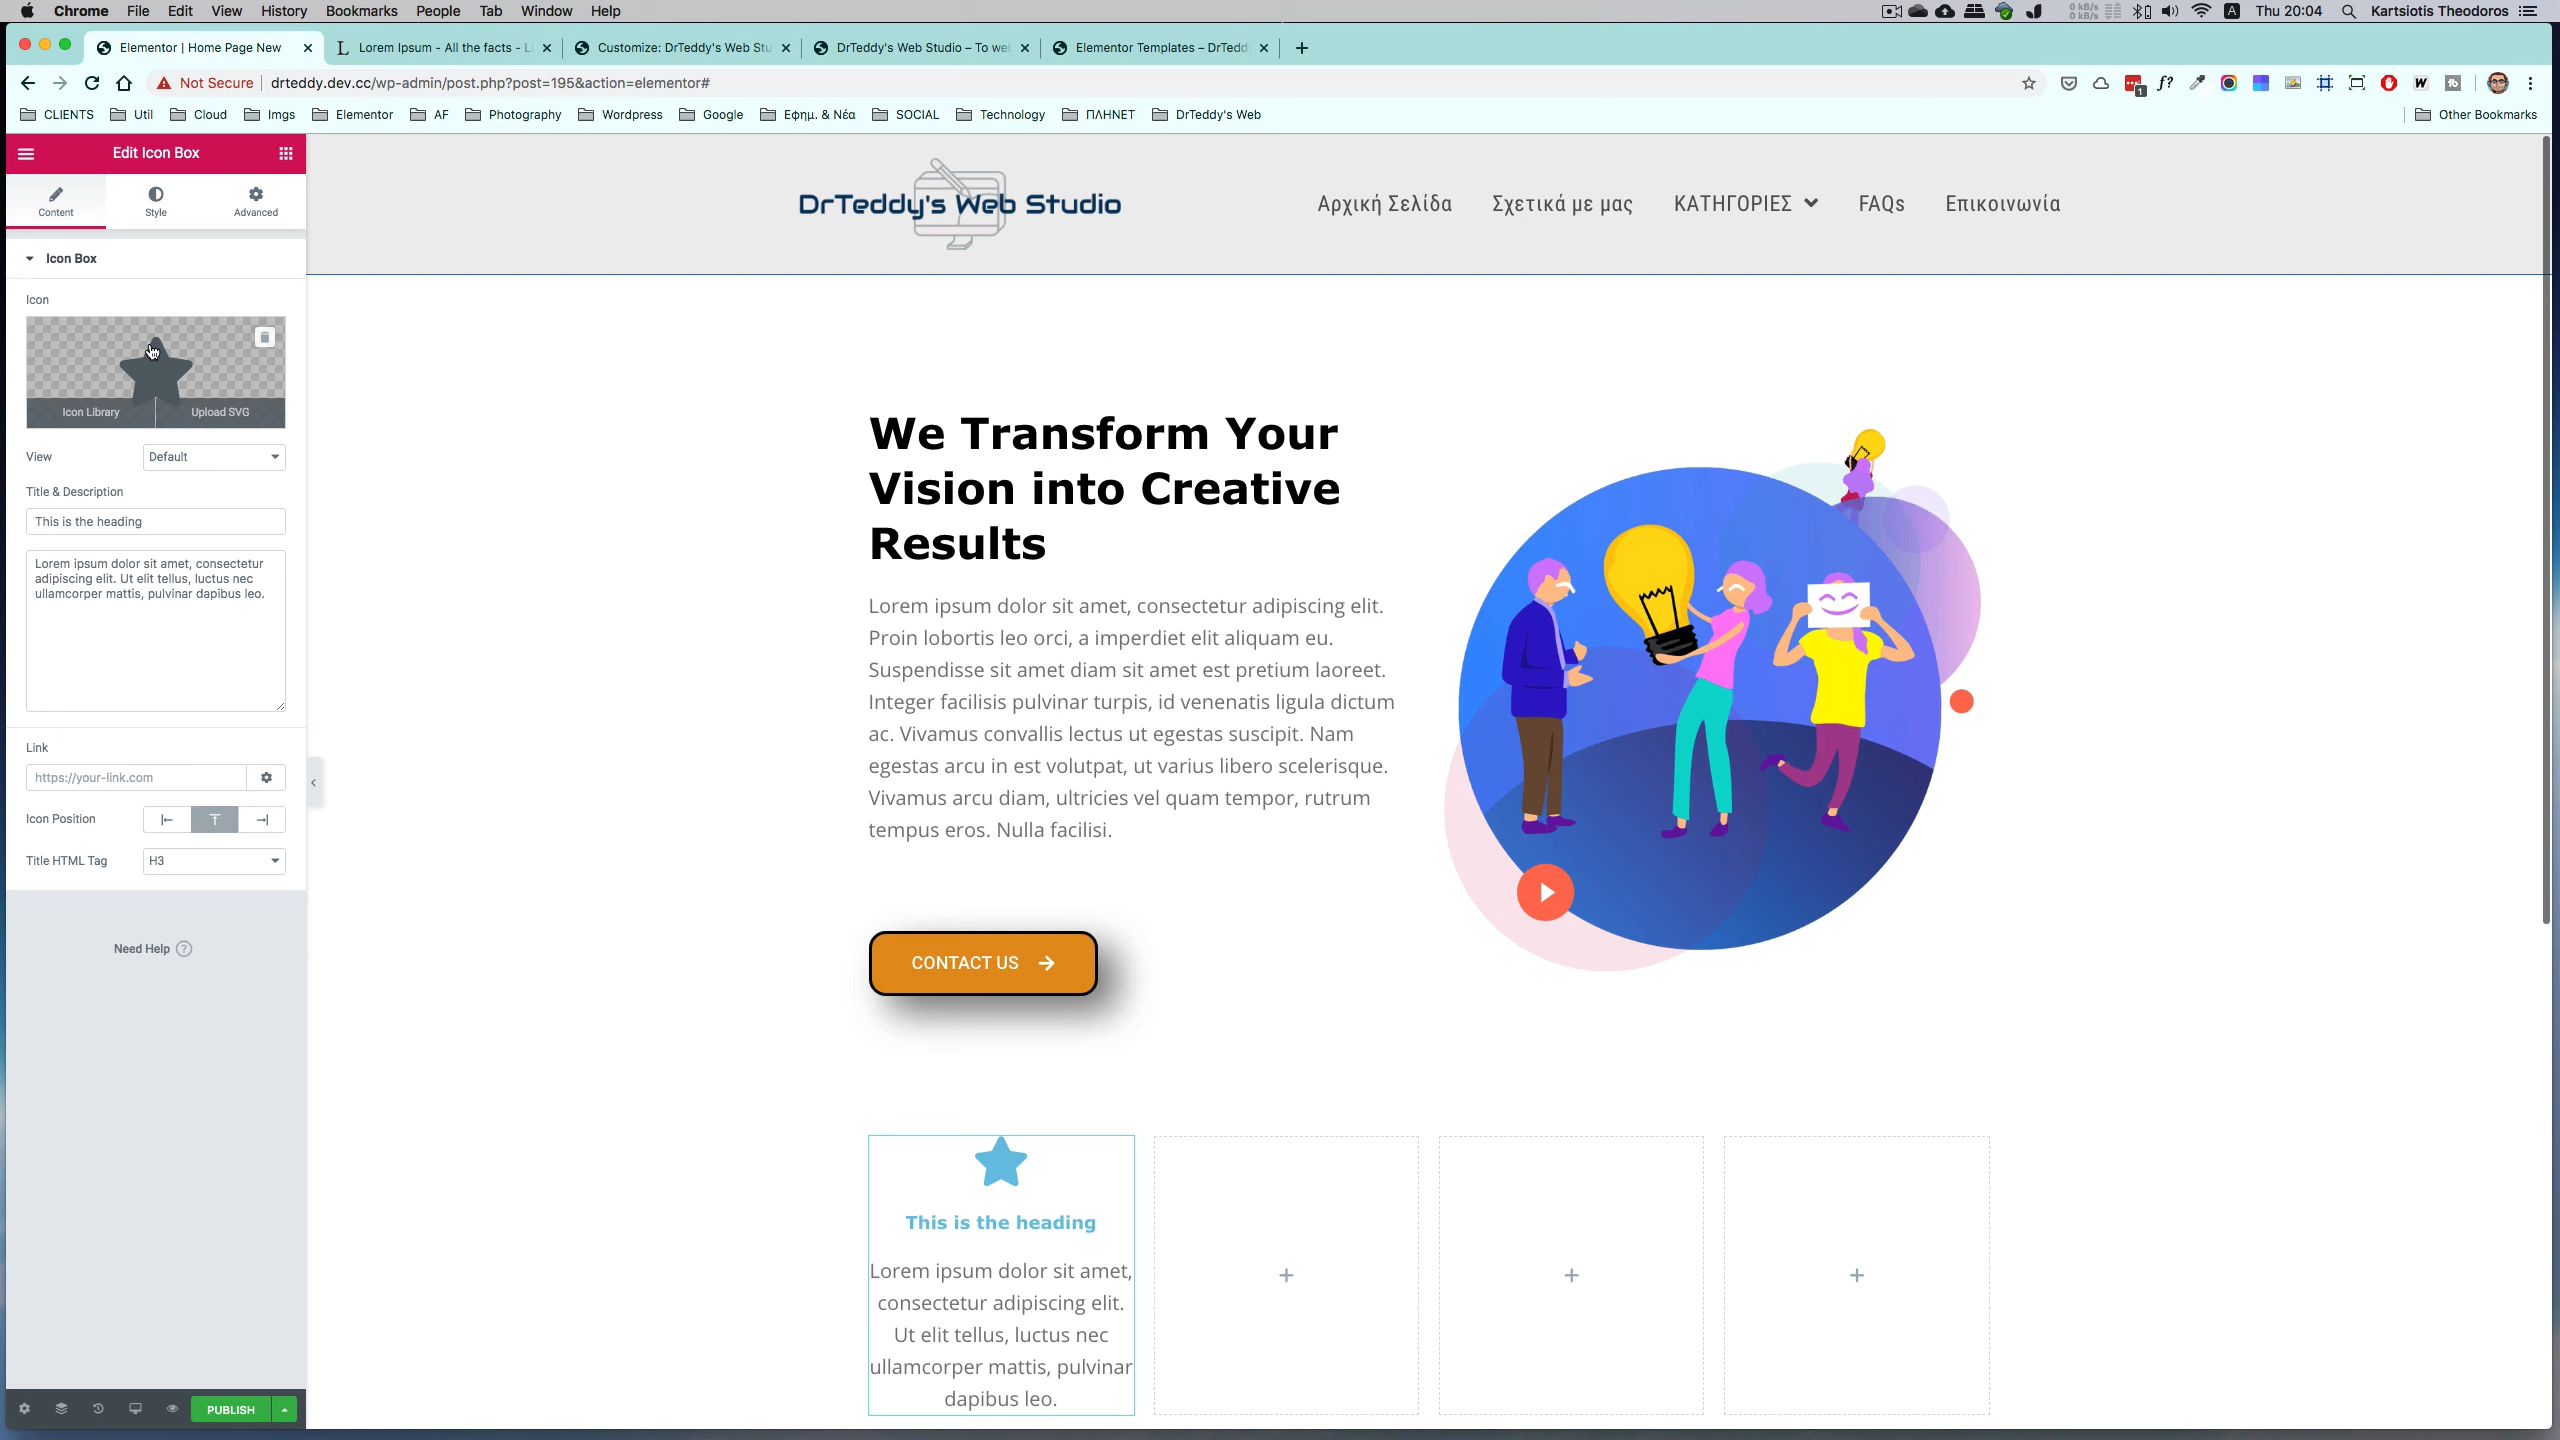 Chrome File Edit View History Bookmarks People Tab Window Help
0 kB/s
0 kB/s
A Thu 20:04 Kartsiotis Theodoros
Elementor | Home Page New
Lorem Ipsum - All the facts - Li
Customize: DrTeddy's Web Stu
DrTeddy's Web Studio – To we
Elementor Templates – DrTedd
Not Secure drteddy.dev.cc/wp-admin/post.php?post=195&action=elementor#
CLIENTS Util Cloud Imgs Elementor AF Photography Wordpress Google Εφημ. & Νέα SOCIAL Technology ΠΛΗΝΕΤ DrTeddy's Web Other Bookmarks
Edit Icon Box
Content Style Advanced
Icon Box
Icon
Icon Library Upload SVG
View Default
Title & Description
This is the heading
Lorem ipsum dolor sit amet, consectetur
adipiscing elit. Ut elit tellus, luctus nec
ullamcorper mattis, pulvinar dapibus leo.
Link
https://your-link.com
Icon Position
Title HTML Tag H3
Need Help ?
PUBLISH
DrTeddy's Web Studio
Αρχική Σελίδα Σχετικά με μας ΚΑΤΗΓΟΡΙΕΣ FAQs Επικοινωνία
We Transform Your
Vision into Creative
Results
Lorem ipsum dolor sit amet, consectetur adipiscing elit.
Proin lobortis leo orci, a imperdiet elit aliquam eu.
Suspendisse sit amet diam sit amet est pretium laoreet.
Integer facilisis pulvinar turpis, id venenatis ligula dictum
ac. Vivamus convallis lectus ut egestas suscipit. Nam
egestas arcu in est volutpat, ut varius libero scelerisque.
Vivamus arcu diam, ultricies vel quam tempor, rutrum
tempus eros. Nulla facilisi.
CONTACT US
This is the heading
Lorem ipsum dolor sit amet,
consectetur adipiscing elit.
Ut elit tellus, luctus nec
ullamcorper mattis, pulvinar
dapibus leo.